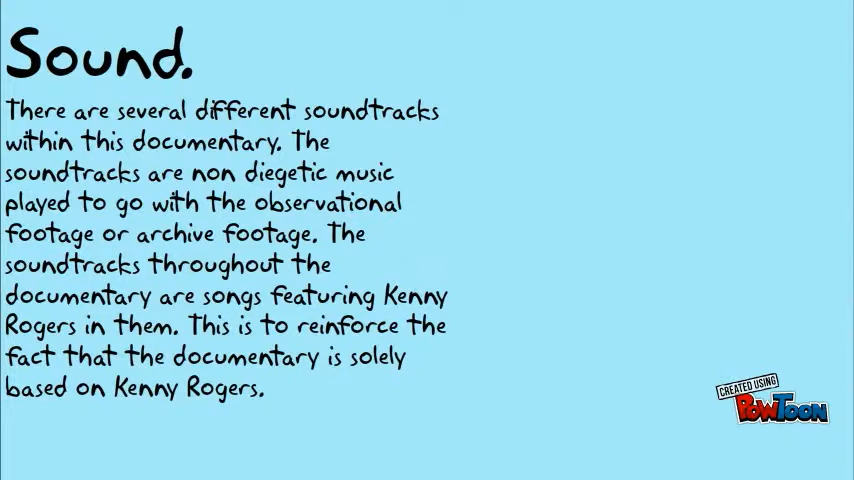 Sound.
There are several different soundtracks
within this documentary. The
soundtracks are non diegetic music
played to go with the observational
footage or archive footage. The
soundtracks throughout the
documentary are songs featuring Kenny
Rogers in them. This is to reinforce the
fact that the documentary is solely
based on Kenny Rogers.
CREATED USING
POWTOON